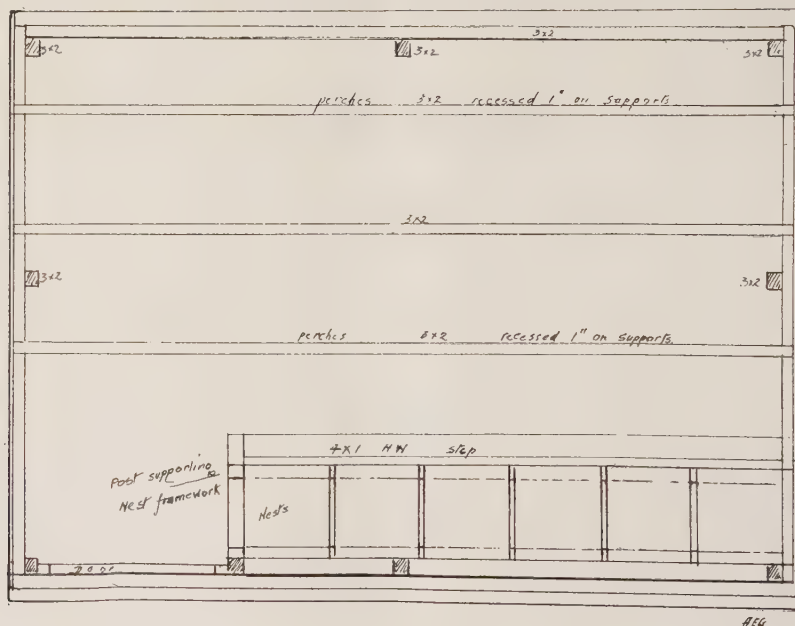 3x2
3x2
3x2
3x2
perches 3x2 recessed 1" on supports
3x2
3x2
3x2
perches 3x2 recessed 1" on supports.
4x1 HW step
Post supporting
Nest framework
Nests
Door
AEG